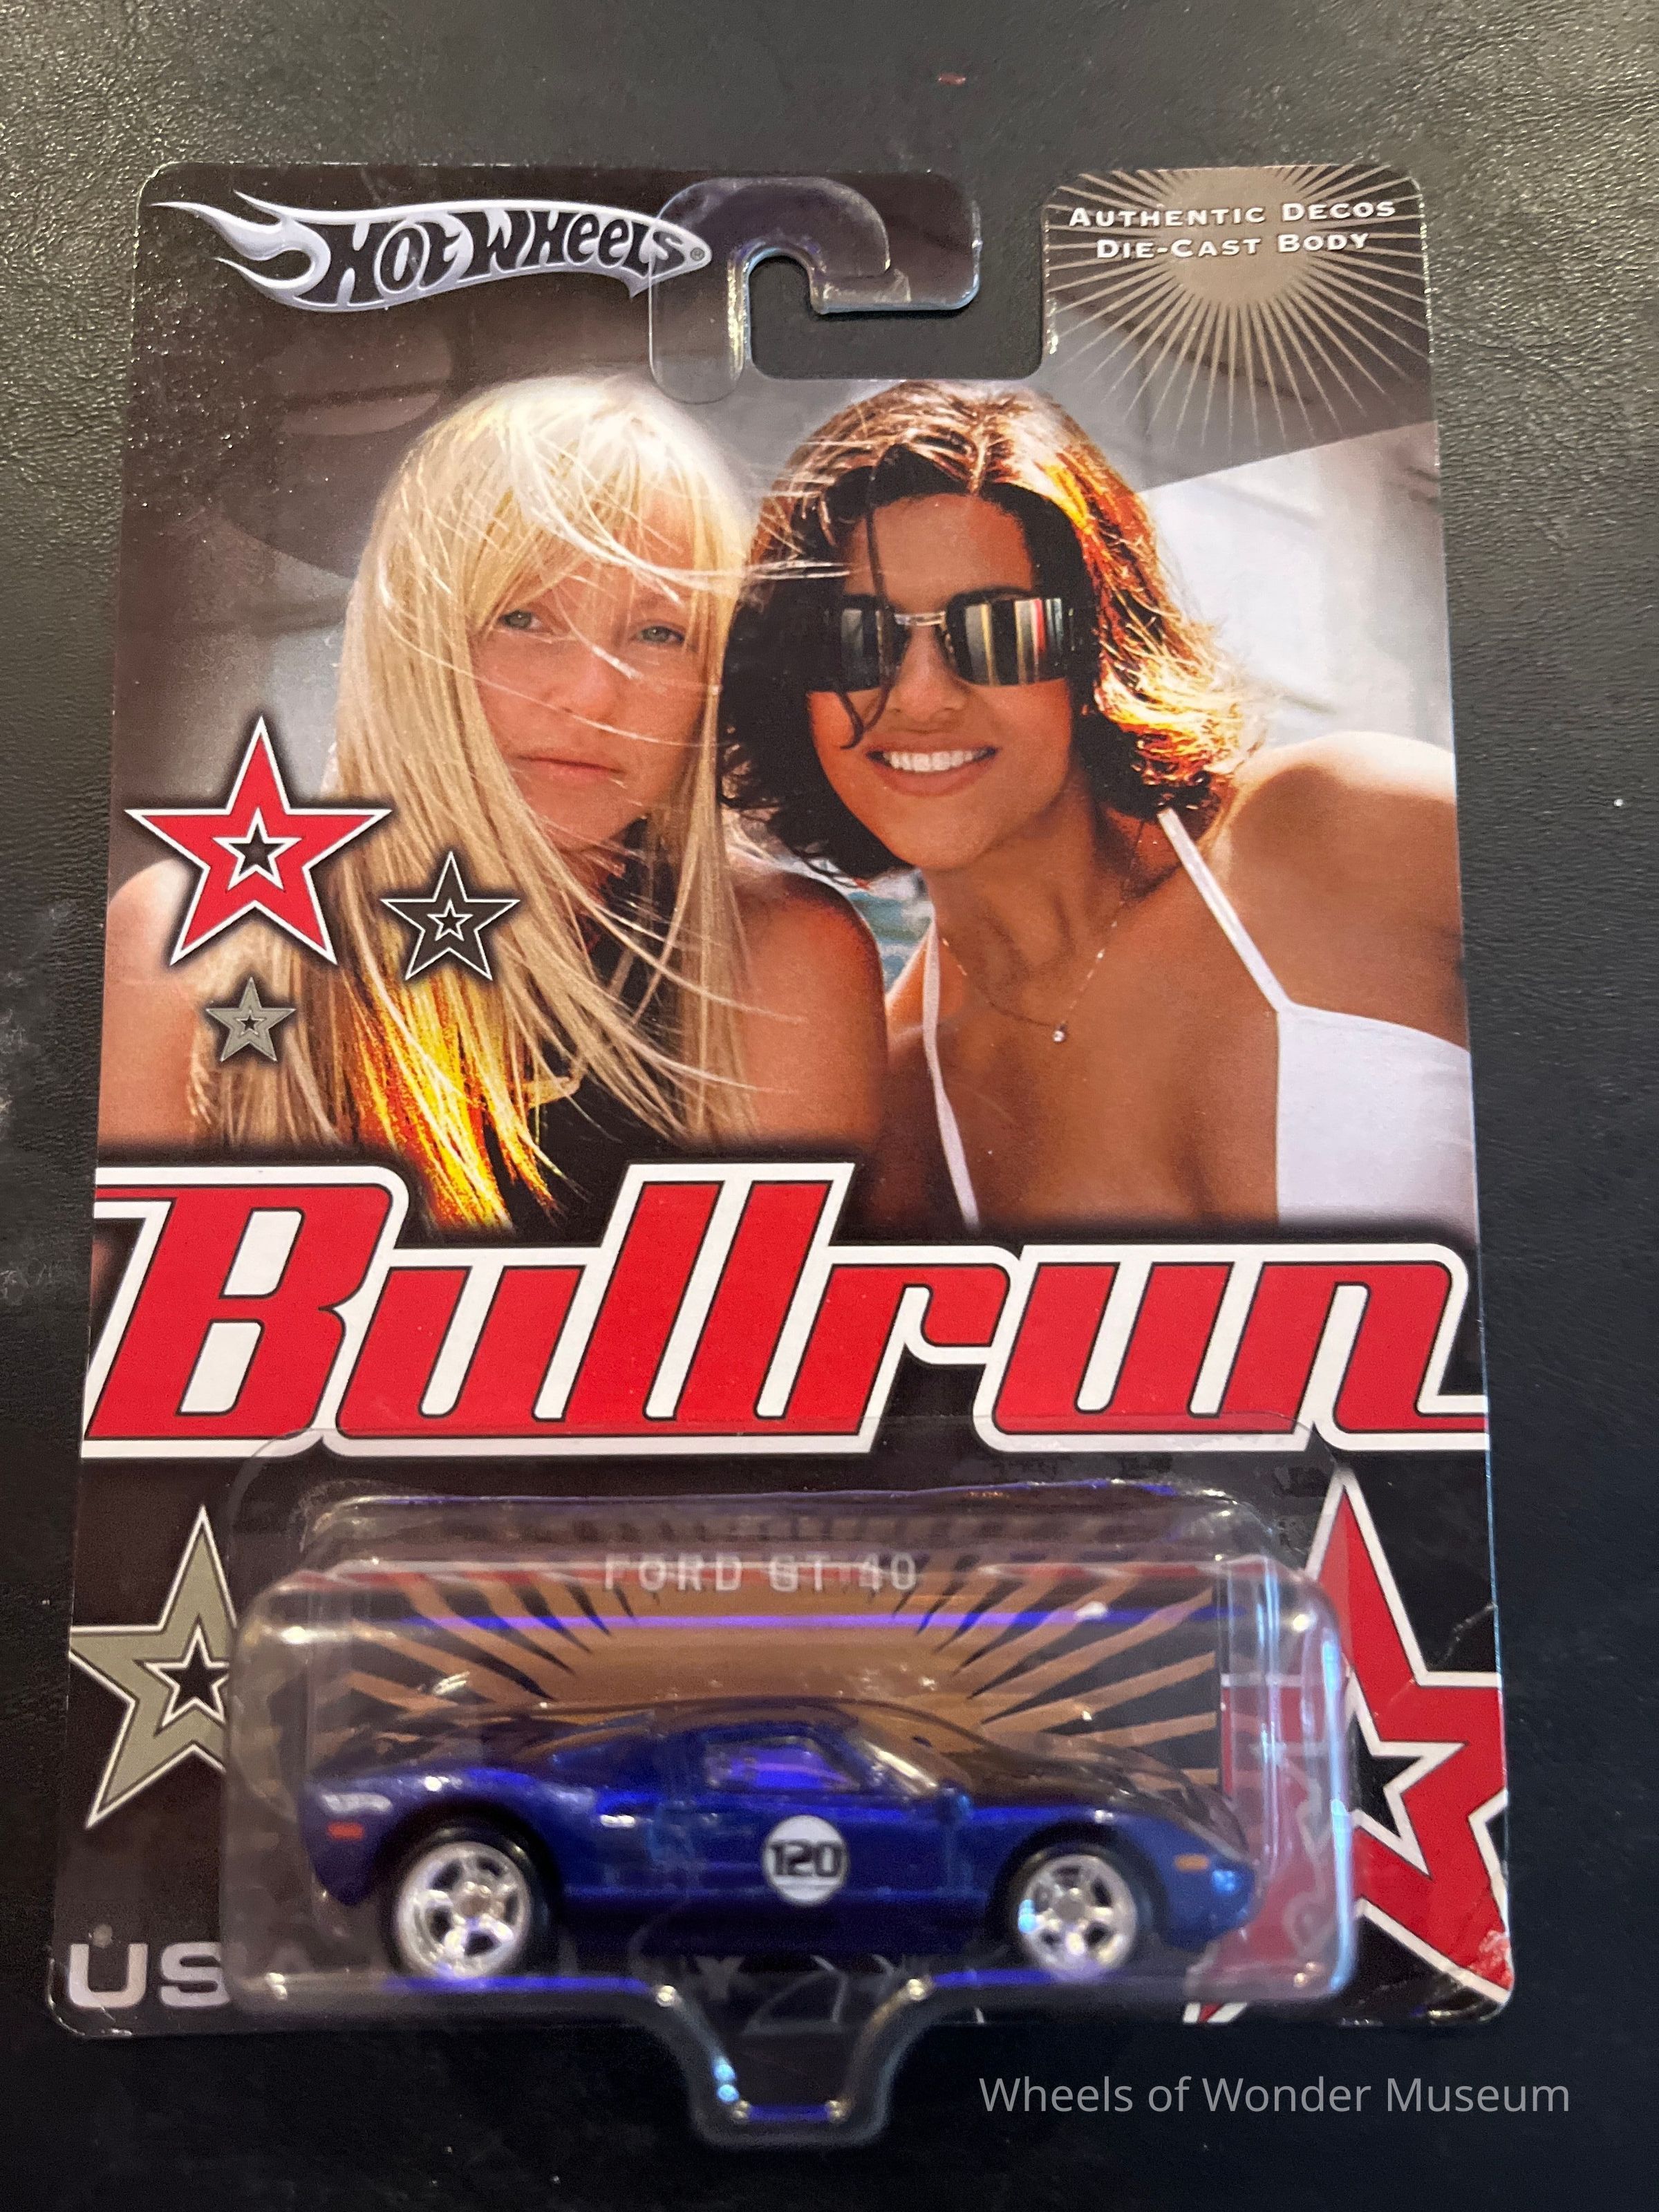 Hot Wheels®
Authentic Decos
Die-Cast Body
Bullrun
FORD GT-40
120
Wheels of Wonder Museum